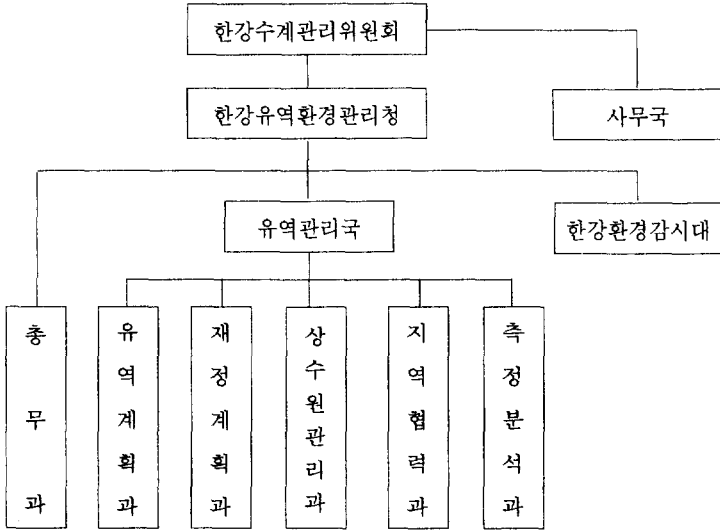 한강수계관리위원회
한강유역환경관리청
사무국
유역관리국
한강환경감시대
총무과
유역계획과
재정계획과
상수원관리과
지역협력과
측정분석과